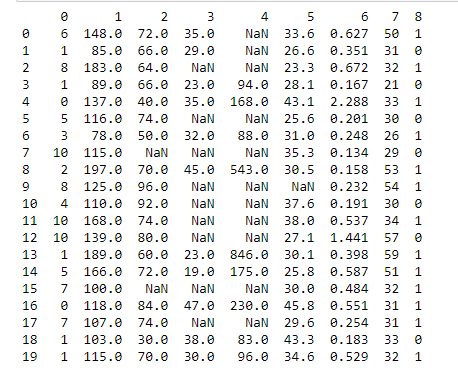 0 1 2 3 4 5 6 7 8
0 6 148.0 72.0 35.0 NaN 33.6 0.627 50 1
1 1 85.0 66.0 29.0 NaN 26.6 0.351 31 0
2 8 183.0 64.0 NaN NaN 23.3 0.672 32 1
3 1 89.0 66.0 23.0 94.0 28.1 0.167 21 0
4 0 137.0 40.0 35.0 168.0 43.1 2.288 33 1
5 5 116.0 74.0 NaN NaN 25.6 0.201 30 0
6 3 78.0 50.0 32.0 88.0 31.0 0.248 26 1
7 10 115.0 NaN NaN NaN 35.3 0.134 29 0
8 2 197.0 70.0 45.0 543.0 30.5 0.158 53 1
9 8 125.0 96.0 NaN NaN NaN 0.232 54 1
10 4 110.0 92.0 NaN NaN 37.6 0.191 30 0
11 10 168.0 74.0 NaN NaN 38.0 0.537 34 1
12 10 139.0 80.0 NaN NaN 27.1 1.441 57 0
13 1 189.0 60.0 23.0 846.0 30.1 0.398 59 1
14 5 166.0 72.0 19.0 175.0 25.8 0.587 51 1
15 7 100.0 NaN NaN NaN 30.0 0.484 32 1
16 0 118.0 84.0 47.0 230.0 45.8 0.551 31 1
17 7 107.0 74.0 NaN NaN 29.6 0.254 31 1
18 1 103.0 30.0 38.0 83.0 43.3 0.183 33 0
19 1 115.0 70.0 30.0 96.0 34.6 0.529 32 1